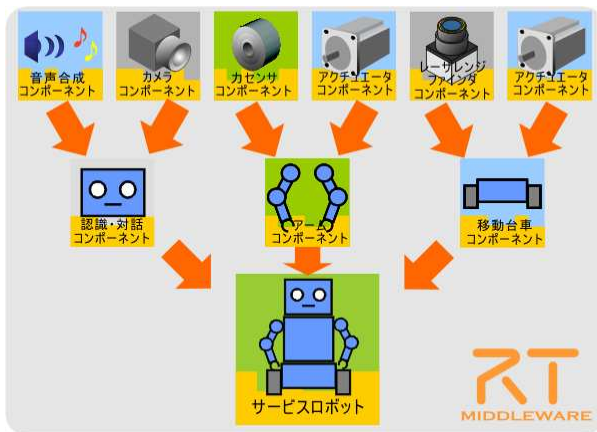 音声合成
コンポーネント
カメラ
コンポーネント
力センサ
コンポーネント
アクチュエータ
コンポーネント
レーザレンジ
ファインダ
コンポーネント
アクチュエータ
コンポーネント
認識・対話
コンポーネント
アーム
コンポーネント
移動台車
コンポーネント
サービスロボット
RT
MIDDLEWARE